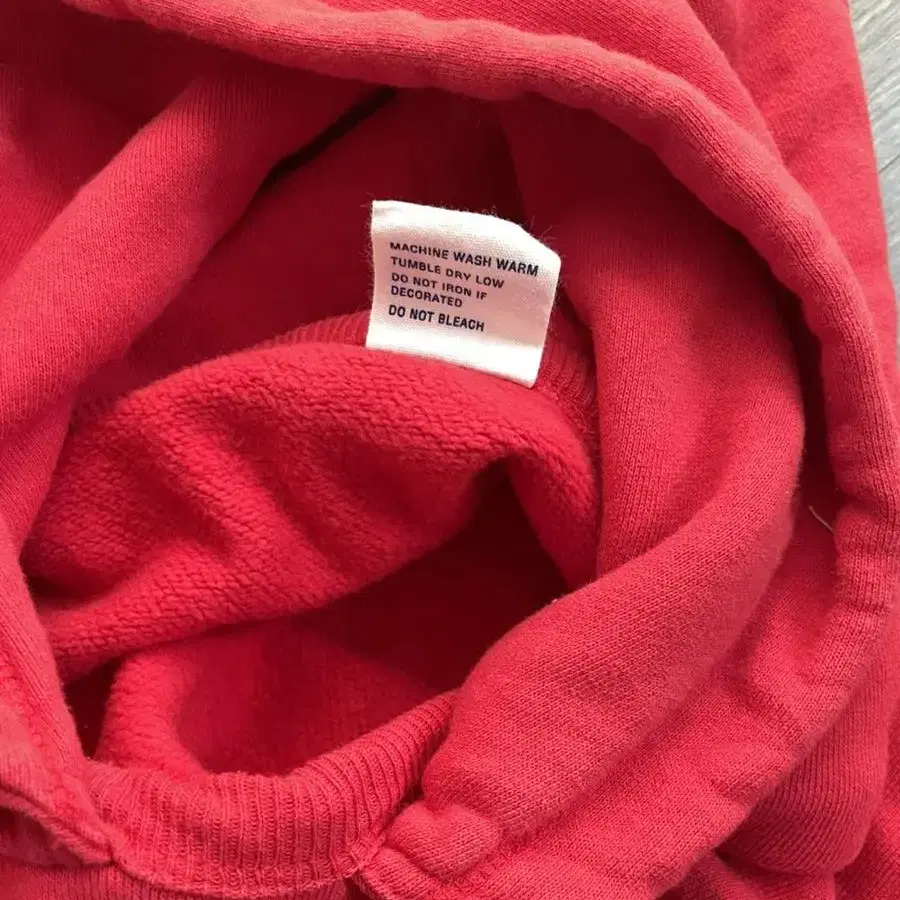 MACHINE WASH WARM
TUMBLE DRY LOW
DO NOT IRON IF
DECORATED
DO NOT BLEACH